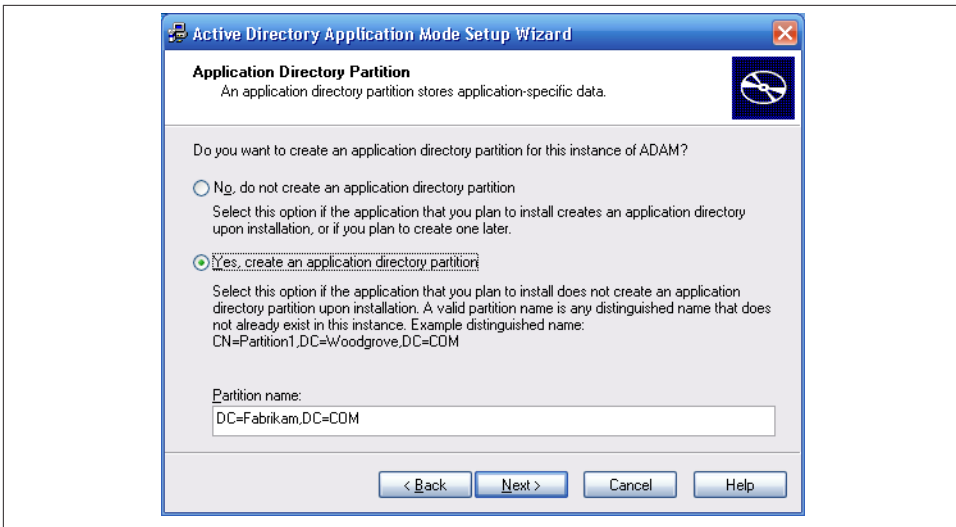 Active Directory Application Mode Setup Wizard
Application Directory Partition
An application directory partition stores application-specific data.
Do you want to create an application directory partition for this instance of ADAM?
No, do not create an application directory partition
Select this option if the application that you plan to install creates an application directory
upon installation, or if you plan to create one later.
Yes, create an application directory partition
Select this option if the application that you plan to install does not create an application
directory partition upon installation. A valid partition name is any distinguished name that does
not already exist in this instance. Example distinguished name:
CN=Partition1,DC=Woodgrove,DC=COM
Partition name:
DC=Fabrikam,DC=COM
< Back Next > Cancel Help